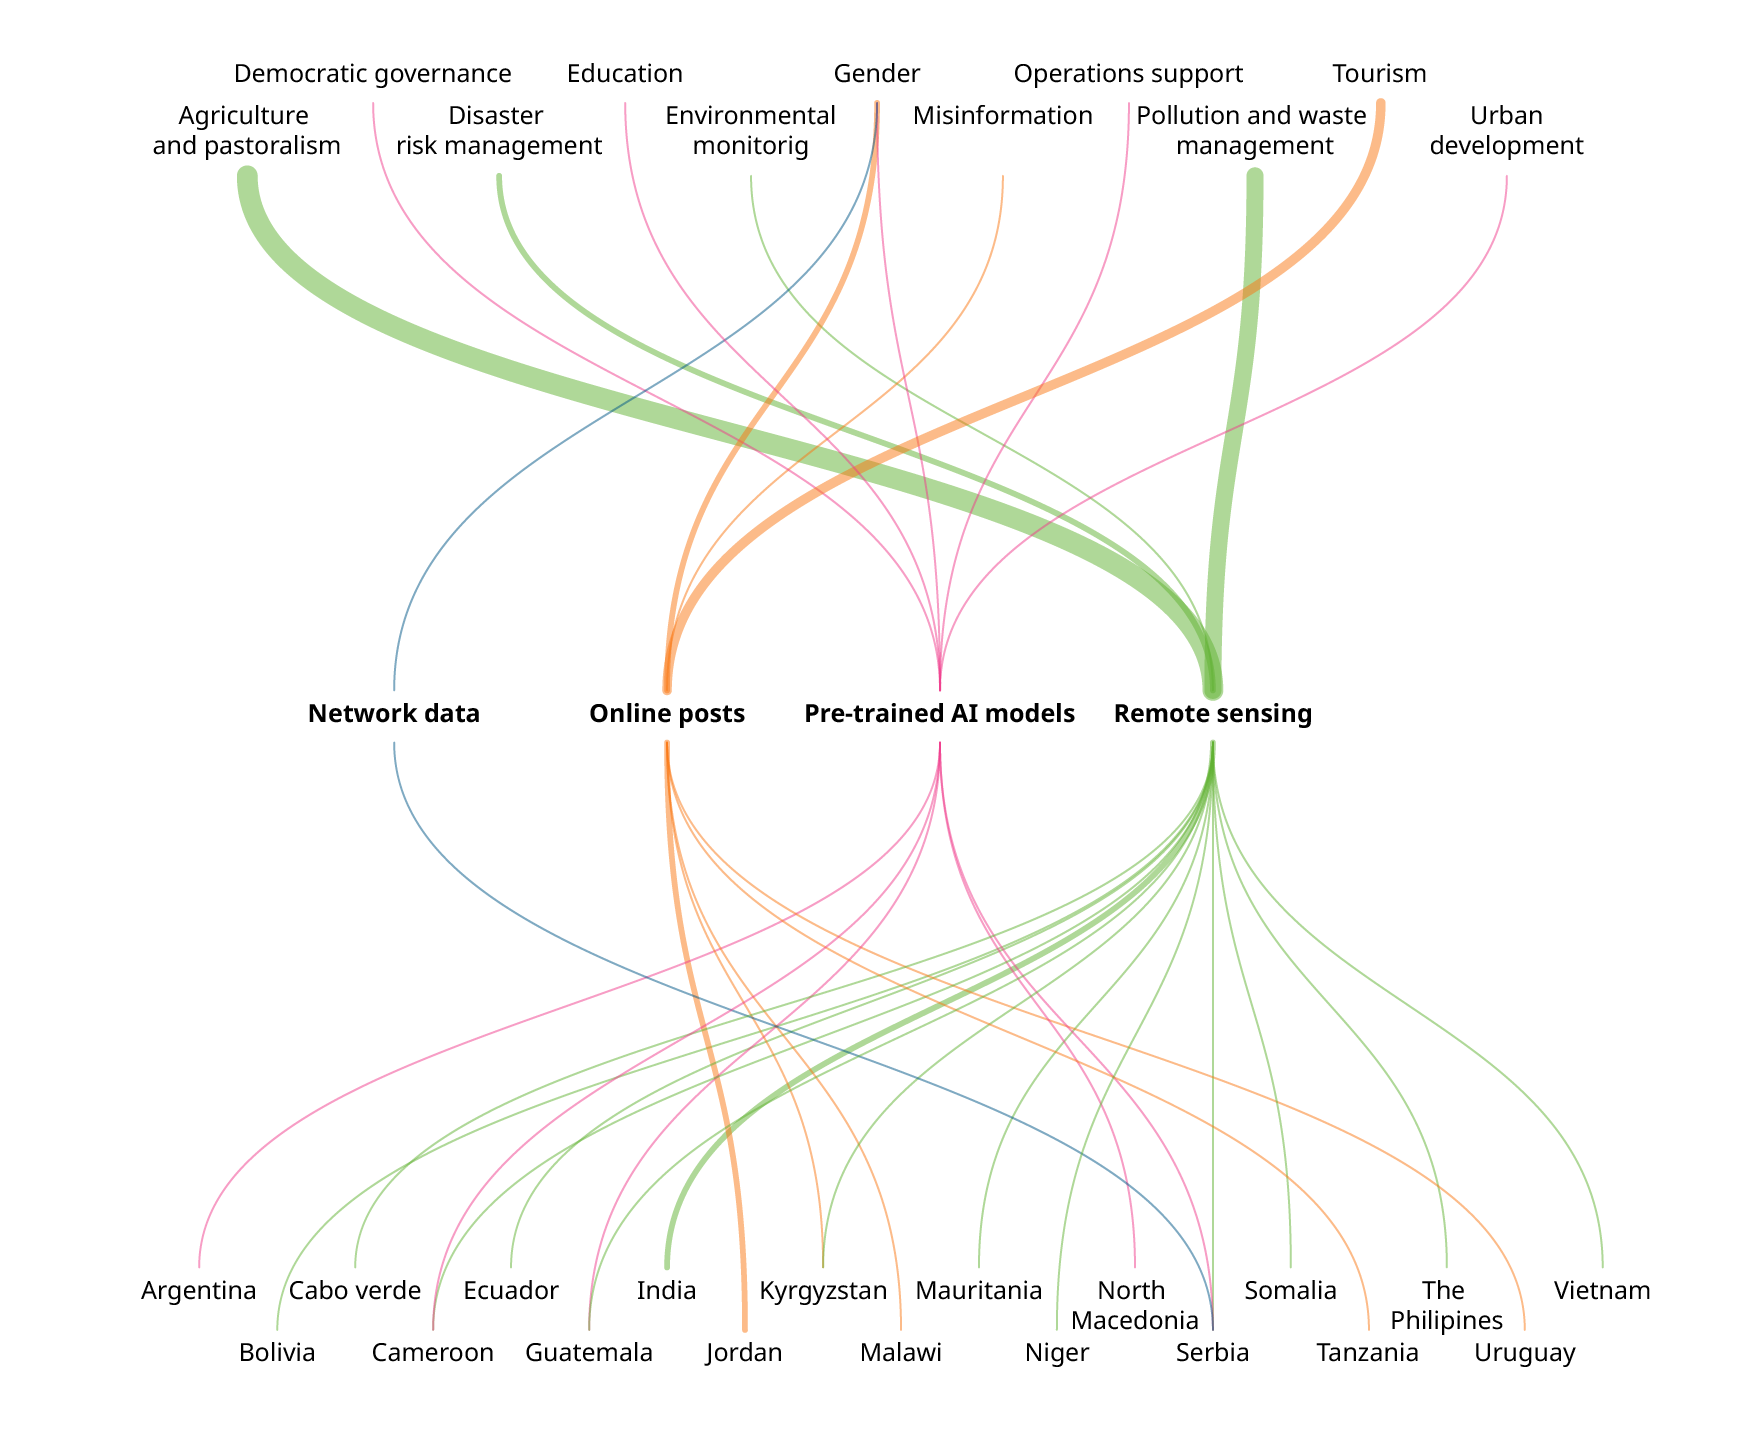 Democratic governance
Education
Gender
Operations support
Tourism
Agriculture
and pastoralism
Disaster
risk management
Environmental
monitorig
Misinformation
Pollution and waste
management
Urban
development
Network data
Online posts
Pre-trained AI models
Remote sensing
Argentina
Cabo verde
Ecuador
India
Kyrgyzstan
Mauritania
North
Macedonia
Somalia
The
Philipines
Vietnam
Bolivia
Cameroon
Guatemala
Jordan
Malawi
Niger
Serbia
Tanzania
Uruguay